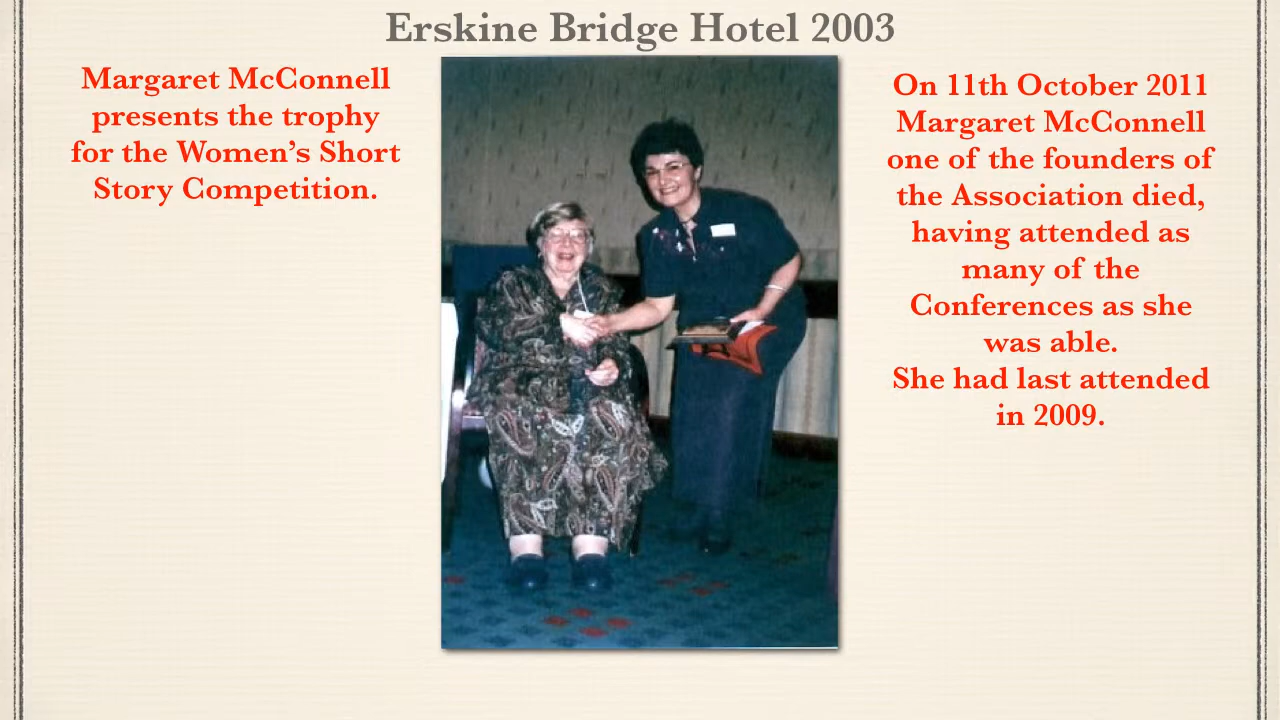 Erskine Bridge Hotel 2003
Margaret McConnell
presents the trophy
for the Women’s Short
Story Competition.
On 11th October 2011
Margaret McConnell
one of the founders of
the Association died,
having attended as
many of the
Conferences as she
was able.
She had last attended
in 2009.